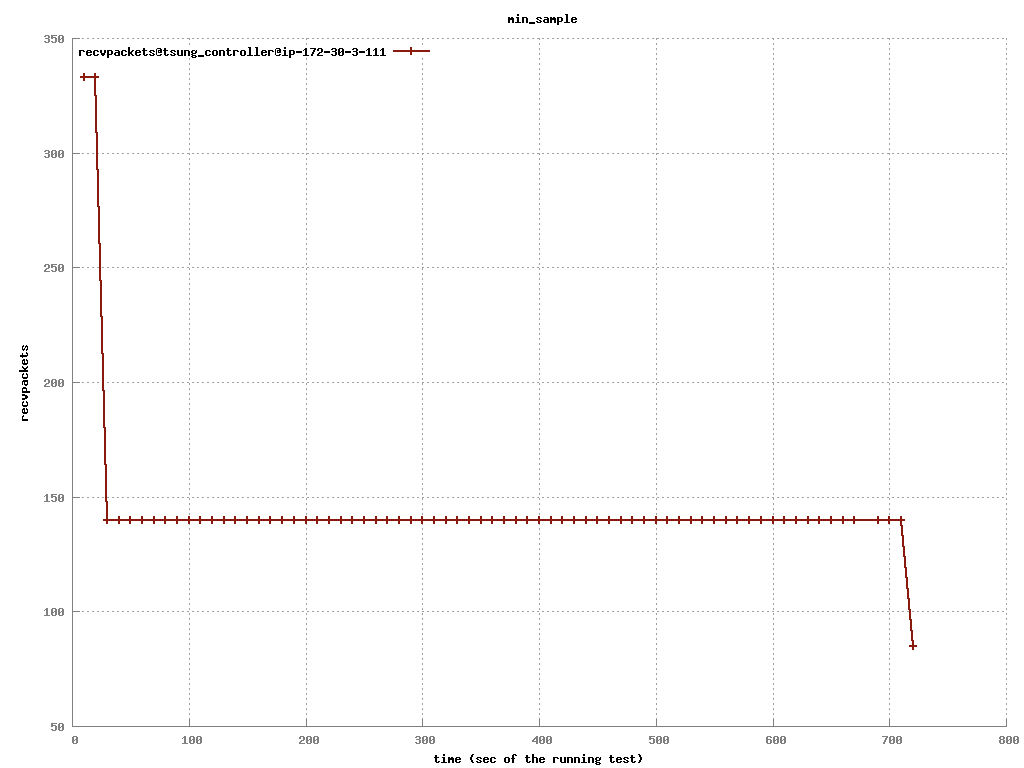 min_sample
350
recvpackets@tsung_controller@ip-172-30-3-111
300
250
200
recvpackets
150
100
50
0 100 200 300 400 500 600 700 800
time (sec of the running test)